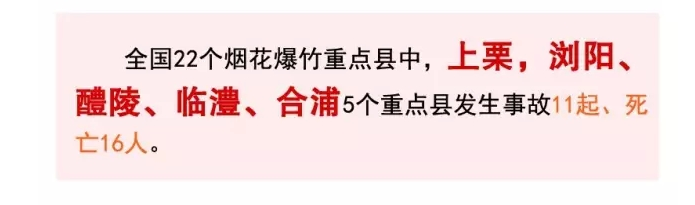 全国22个烟花爆竹重点县中，上栗，浏阳、
醴陵、临澧、合浦5个重点县发生事故11起、死
亡16人。